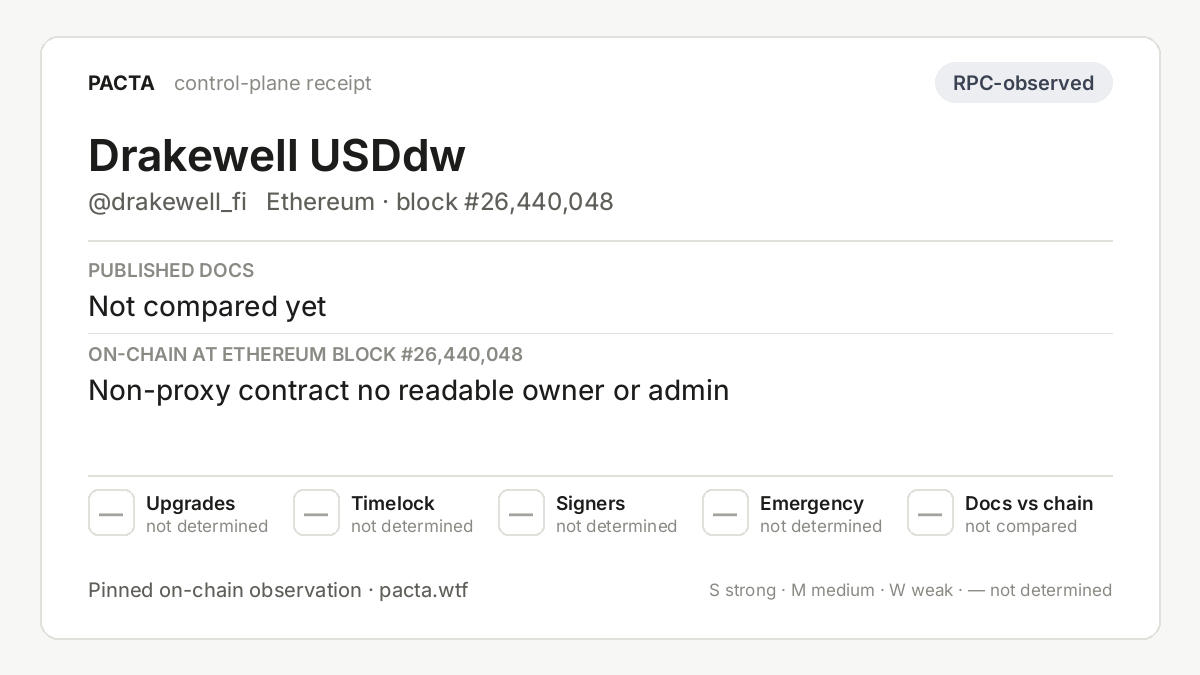 PACTA control-plane receipt RPC-observed
Drakewell USDdw
@drakewell_fi Ethereum · block #26,440,048
PUBLISHED DOCS
Not compared yet
ON-CHAIN AT ETHEREUM BLOCK #26,440,048
Non-proxy contract no readable owner or admin
— Upgrades — Timelock — Signers — Emergency — Docs vs chain
not determined not determined not determined not determined not compared
Pinned on-chain observation · pacta.wtf S strong · M medium · W weak · — not determined